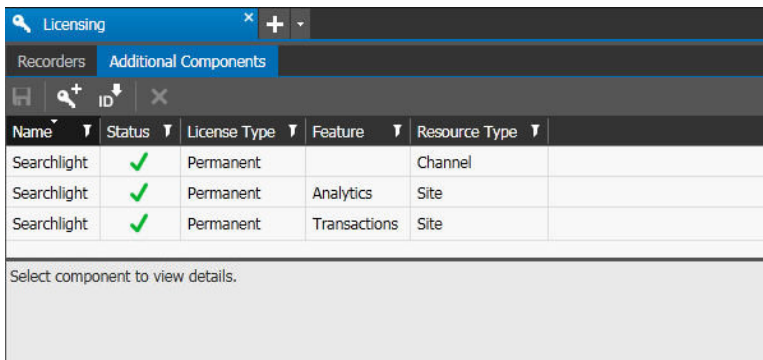 Licensing
Recorders Additional Components
ID
Name Status License Type Feature Resource Type
Searchlight Permanent Channel
Searchlight Permanent Analytics Site
Searchlight Permanent Transactions Site
Select component to view details.